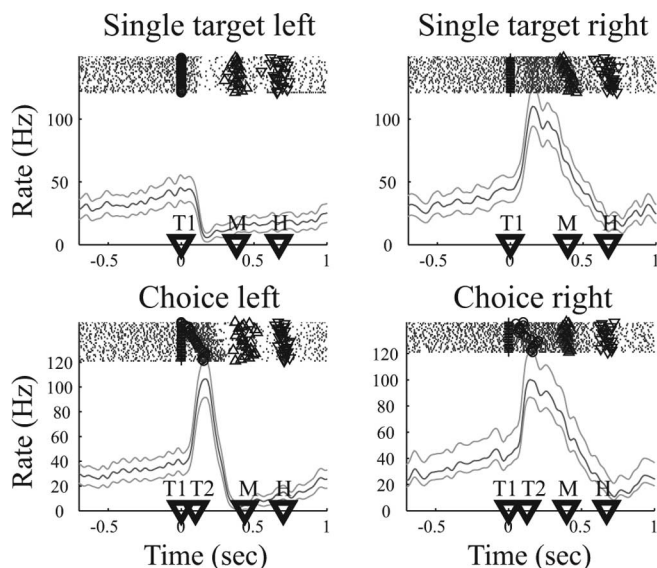 Single target left
Single target right
Rate (Hz)
100
50
0
T1 M H
-0.5 0 0.5 1
100
50
0
T1 M H
-0.5 0 0.5 1
Choice left
Choice right
Rate (Hz)
120
100
80
60
40
20
T1 T2 M H
-0.5 0 0.5 1
Time (sec)
120
100
80
60
40
20
T1 T2 M H
-0.5 0 0.5 1
Time (sec)